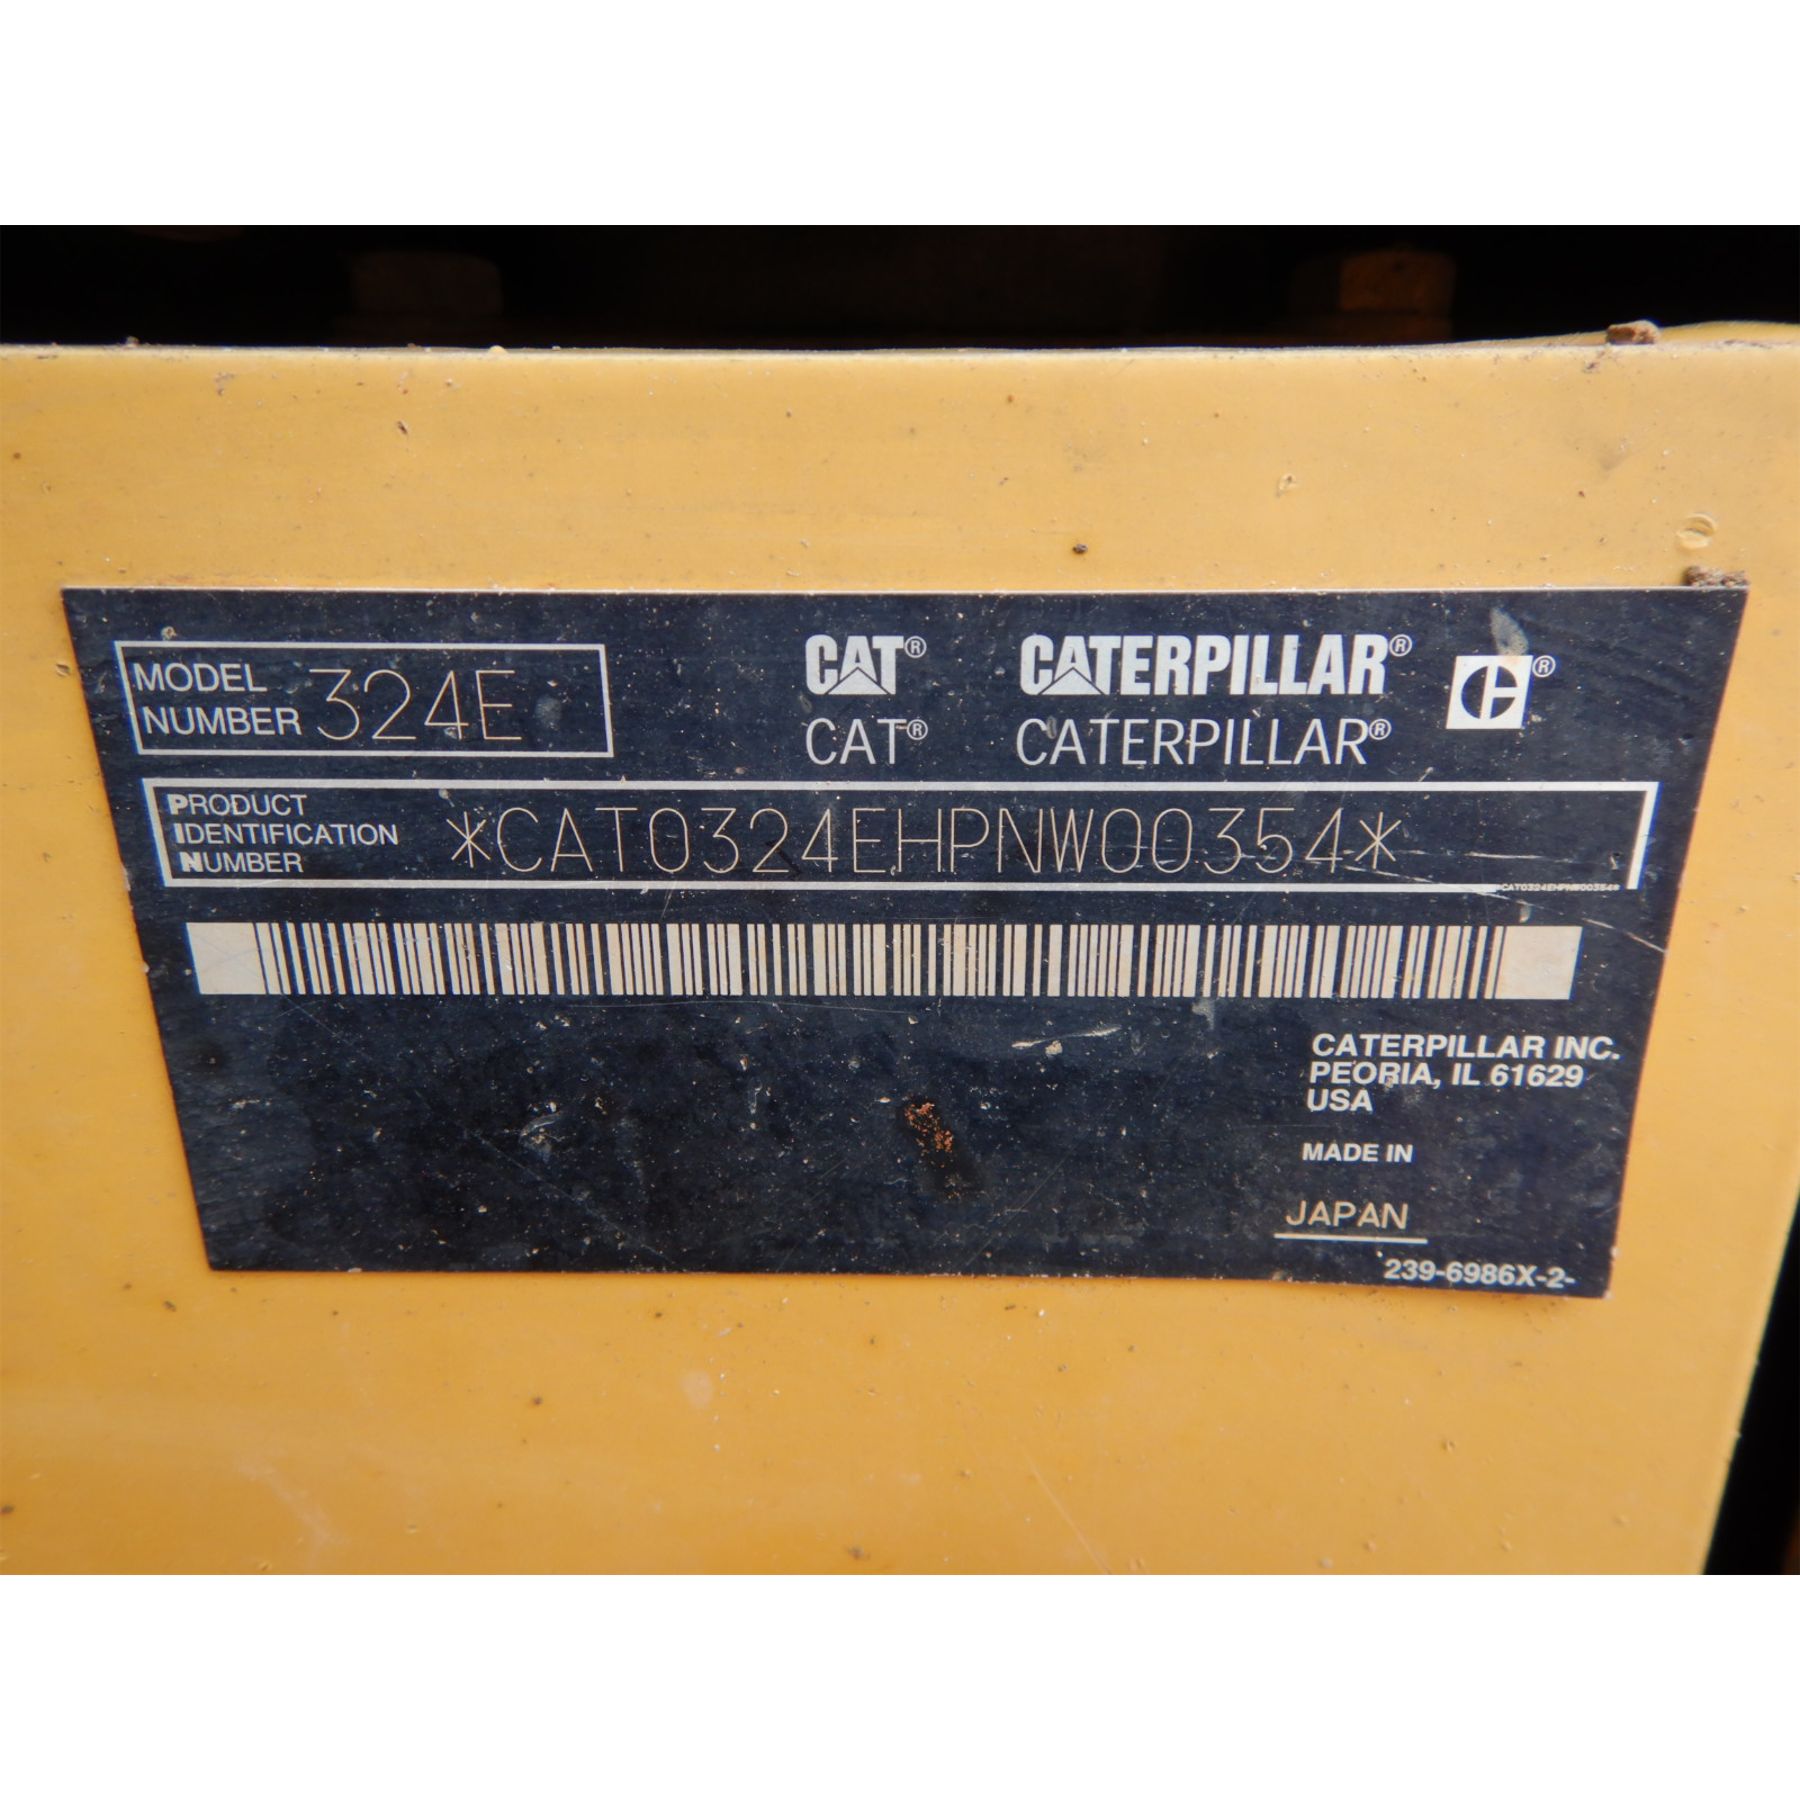 MODEL
NUMBER 324E
CAT® CATERPILLAR® C®
CAT® CATERPILLAR®
PRODUCT
IDENTIFICATION
NUMBER
*CAT0324EHPNW00354*
*CAT0324EHPNW00354*
CATERPILLAR INC.
PEORIA, IL 61629
USA
MADE IN
JAPAN
239-6986X-2-